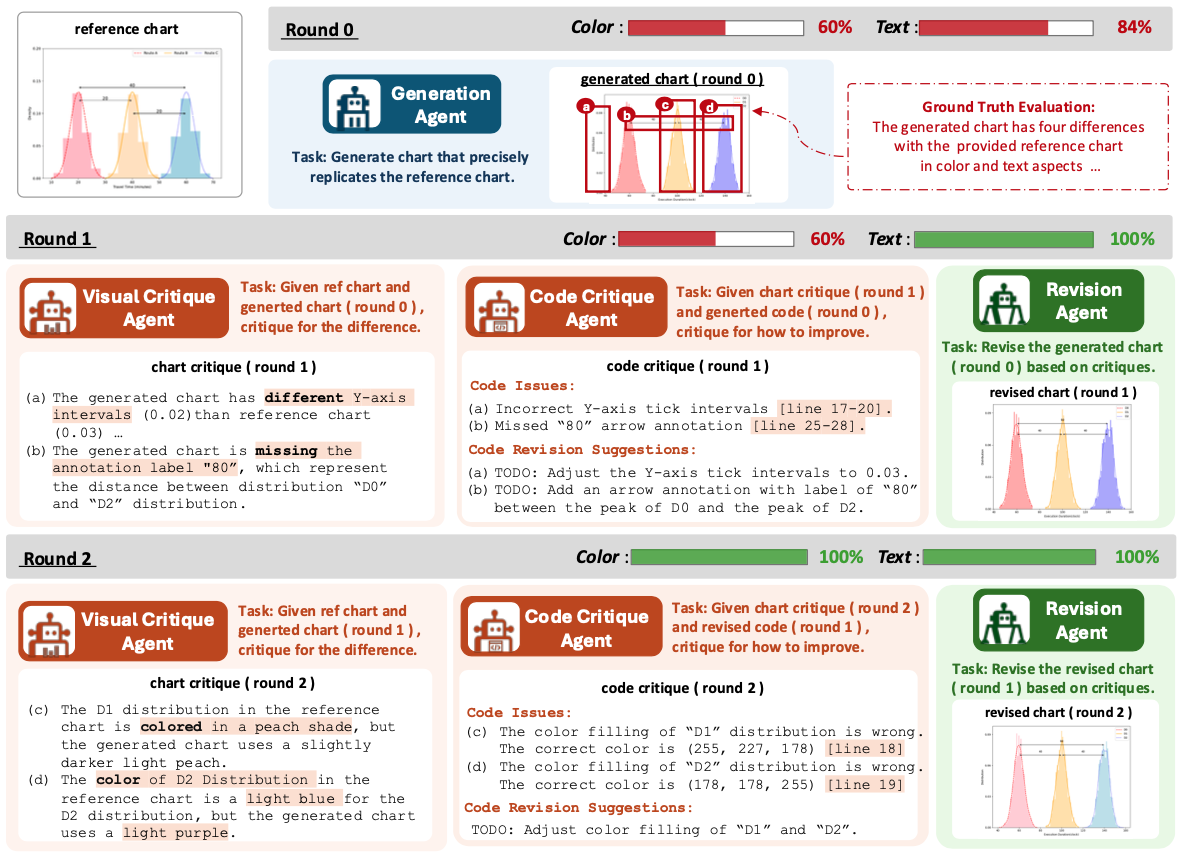 reference chart
Route A
Route B
Route C
40
20
20
Travel Time (minutes)
Round 0
Color :
60%
Text :
84%
Generation
Agent
Task: Generate chart that precisely
replicates the reference chart.
generated chart ( round 0 )
a
b
c
d
Ground Truth Evaluation:
The generated chart has four differences
with the provided reference chart
in color and text aspects ...
Round 1
Color :
60%
Text :
100%
Visual Critique
Agent
Task: Given ref chart and
generted chart ( round 0 ) ,
critique for the difference.
chart critique ( round 1 )
(a) The generated chart has different Y-axis
intervals (0.02)than reference chart
(0.03) …
(b) The generated chart is missing the
annotation label "80”, which represent
the distance between distribution “D0”
and “D2” distribution.
Code Critique
Agent
Task: Given chart critique ( round 1 )
and generted code ( round 0 ) ,
critique for how to improve.
code critique ( round 1 )
Code Issues:
(a) Incorrect Y-axis tick intervals [line 17-20].
(b) Missed “80” arrow annotation [line 25-28].
Code Revision Suggestions:
(a) TODO: Adjust the Y-axis tick intervals to 0.03.
(b) TODO: Add an arrow annotation with label of “80”
between the peak of D0 and the peak of D2.
Revision
Agent
Task: Revise the generated chart
( round 0 ) based on critiques.
revised chart ( round 1 )
Round 2
Color :
100%
Text :
100%
Visual Critique
Agent
Task: Given ref chart and
generted chart ( round 1 ) ,
critique for the difference.
chart critique ( round 2 )
(c) The D1 distribution in the reference
chart is colored in a peach shade, but
the generated chart uses a slightly
darker light peach.
(d) The color of D2 Distribution in the
reference chart is a light blue for the
D2 distribution, but the generated chart
uses a light purple.
Code Critique
Agent
Task: Given chart critique ( round 2 )
and revised code ( round 1 ) ,
critique for how to improve.
code critique ( round 2 )
Code Issues:
(c) The color filling of “D1” distribution is wrong.
The correct color is (255, 227, 178) [line 18]
(d) The color filling of “D2” distribution is wrong.
The correct color is (178, 178, 255) [line 19]
Code Revision Suggestions:
TODO: Adjust color filling of “D1” and “D2”.
Revision
Agent
Task: Revise the revised chart
( round 1 ) based on critiques.
revised chart ( round 2 )